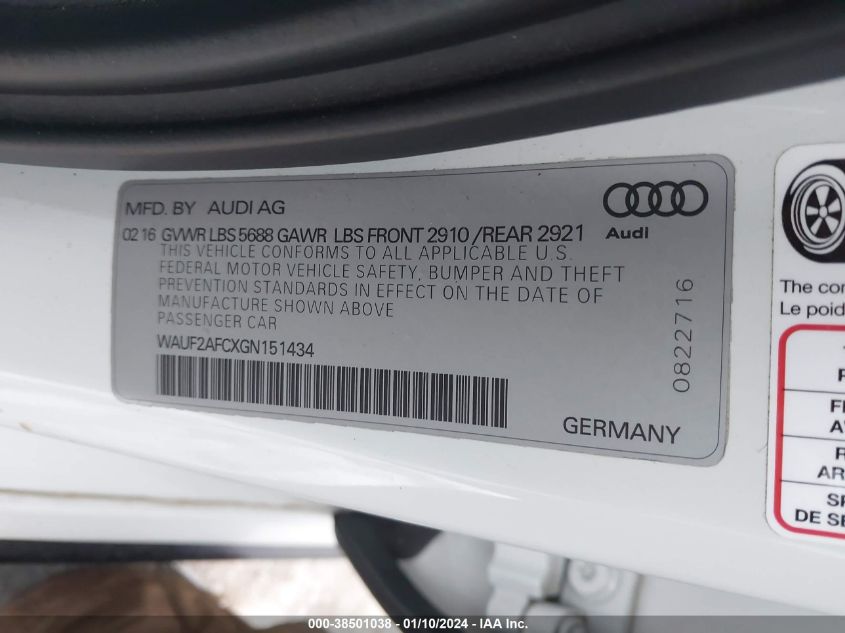 MFD. BY AUDI AG
Audi
02 16 GVWR LBS 5688 GAWR LBS FRONT 2910 /REAR 2921
THIS VEHICLE CONFORMS TO ALL APPLICABLE U.S.
FEDERAL MOTOR VEHICLE SAFETY, BUMPER AND THEFT
PREVENTION STANDARDS IN EFFECT ON THE DATE OF
MANUFACTURE SHOWN ABOVE
PASSENGER CAR
WAUF2AFCXGN151434
0822716
GERMANY
The
Le poid
DE
000-38501038 - 01/10/2024 - IAA Inc.